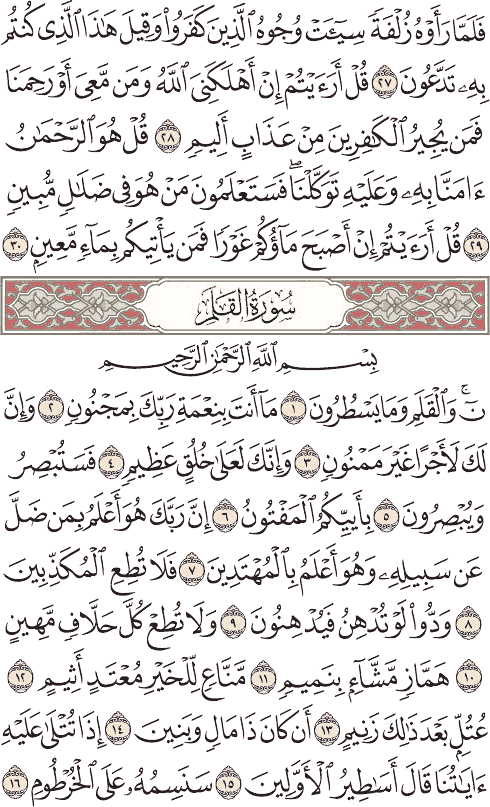 فَلَمَّا رَأَوْهُ زُلْفَةً سِيٓـَٔتْ وُجُوهُ ٱلَّذِينَ كَفَرُوا۟ وَقِيلَ هَٰذَا ٱلَّذِى كُنتُم
بِهِۦ تَدَّعُونَ ٢٧ قُلْ أَرَءَيْتُمْ إِنْ أَهْلَكَنِىَ ٱللَّهُ وَمَن مَّعِىَ أَوْ رَحِمَنَا
فَمَن يُجِيرُ ٱلْكَٰفِرِينَ مِنْ عَذَابٍ أَلِيمٍ ٢٨ قُلْ هُوَ ٱلرَّحْمَٰنُ
ءَامَنَّا بِهِۦ وَعَلَيْهِ تَوَكَّلْنَا ۖ فَسَتَعْلَمُونَ مَنْ هُوَ فِى ضَلَٰلٍ مُّبِينٍ
٢٩ قُلْ أَرَءَيْتُمْ إِنْ أَصْبَحَ مَآؤُكُمْ غَوْرًا فَمَن يَأْتِيكُم بِمَآءٍ مَّعِينٍۭ ٣٠
سُورَةُ القَلَمِ
بِسْمِ ٱللَّهِ ٱلرَّحْمَٰنِ ٱلرَّحِيمِ
نٓ ۚ وَٱلْقَلَمِ وَمَا يَسْطُرُونَ ١ مَآ أَنتَ بِنِعْمَةِ رَبِّكَ بِمَجْنُونٍ ٢ وَإِنَّ
لَكَ لَأَجْرًا غَيْرَ مَمْنُونٍ ٣ وَإِنَّكَ لَعَلَىٰ خُلُقٍ عَظِيمٍ ٤ فَسَتُبْصِرُ
وَيُبْصِرُونَ ٥ بِأَييِّكُمُ ٱلْمَفْتُونُ ٦ إِنَّ رَبَّكَ هُوَ أَعْلَمُ بِمَن ضَلَّ
عَن سَبِيلِهِۦ وَهُوَ أَعْلَمُ بِٱلْمُهْتَدِينَ ٧ فَلَا تُطِعِ ٱلْمُكَذِّبِينَ
٨ وَدُّوا۟ لَوْ تُدْهِنُ فَيُدْهِنُونَ ٩ وَلَا تُطِعْ كُلَّ حَلَّافٍ مَّهِينٍ
١٠ هَمَّازٍ مَّشَّآءٍۭ بِنَمِيمٍ ١١ مَّنَّاعٍ لِّلْخَيْرِ مُعْتَدٍ أَثِيمٍ ١٢
عُتُلٍّۭ بَعْدَ ذَٰلِكَ زَنِيمٍ ١٣ أَن كَانَ ذَا مَالٍ وَبَنِينَ ١٤ إِذَا تُتْلَىٰ عَلَيْهِ
ءَايَٰتُنَا قَالَ أَسَٰطِيرُ ٱلْأَوَّلِينَ ١٥ سَنَسِمُهُۥ عَلَى ٱلْخُرْطُومِ ١٦